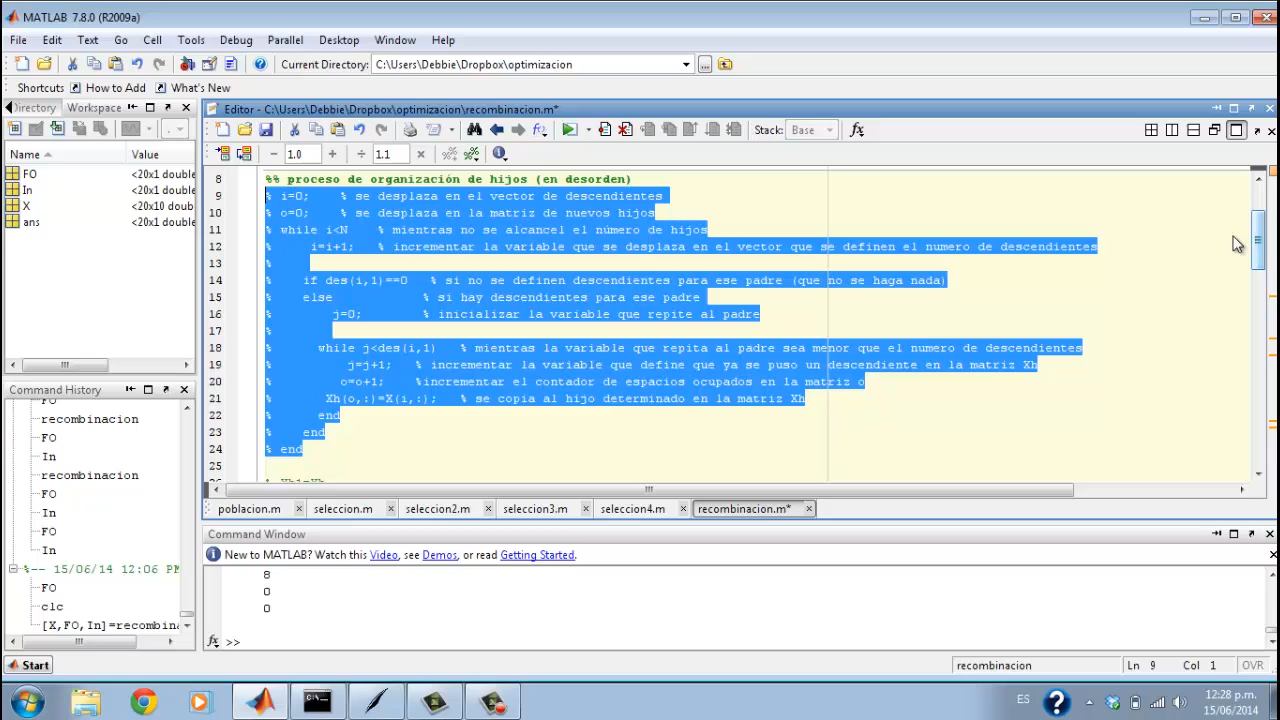 MATLAB 7.8.0 (R2009a)
File Edit Text Go Cell Tools Debug Parallel Desktop Window Help
Current Directory: C:\Users\Debbie\Dropbox\optimizacion
Shortcuts How to Add What's New
Directory Workspace
Editor - C:\Users\Debbie\Dropbox\optimizacion\recombinacion.m*
Stack: Base
1.0 1.1
Name Value
FO <20x1 double
In <20x1 double
X <20x10 doub
ans <20x1 double
8 %% proceso de organización de hijos (en desorden)
9 % i=0; % se desplaza en el vector de descendientes
10 % o=0; % se desplaza en la matriz de nuevos hijos
11 % while i<N % mientras no se alcancel el número de hijos
12 % i=i+1; % incrementar la variable que se desplaza en el vector que se definen el numero de descendientes
13 %
14 % if des(i,1)==0 % si no se definen descendientes para ese padre (que no se haga nada)
15 % else % si hay descendientes para ese padre
16 % j=0; % inicializar la variable que repite al padre
17 %
18 % while j<des(i,1) % mientras la variable que repita al padre sea menor que el numero de descendientes
19 % j=j+1; % incrementar la variable que define que ya se puso un descendiente en la matriz Xh
20 % o=o+1; %incrementar el contador de espacios ocupados en la matriz o
21 % Xh(o,:)=X(i,:); % se copia al hijo determinado en la matriz Xh
22 % end
23 % end
24 % end
25
poblacion.m seleccion.m seleccion2.m seleccion3.m seleccion4.m recombinacion.m*
Command History
FO
recombinacion
FO
In
recombinacion
FO
In
FO
In
%-- 15/06/14 12:06 PM
FO
clc
[X,FO,In]=recombina
Command Window
New to MATLAB? Watch this Video, see Demos, or read Getting Started.
8
0
0
fx >>
Start
recombinacion Ln 9 Col 1 OVR
ES
12:28 p.m.
15/06/2014